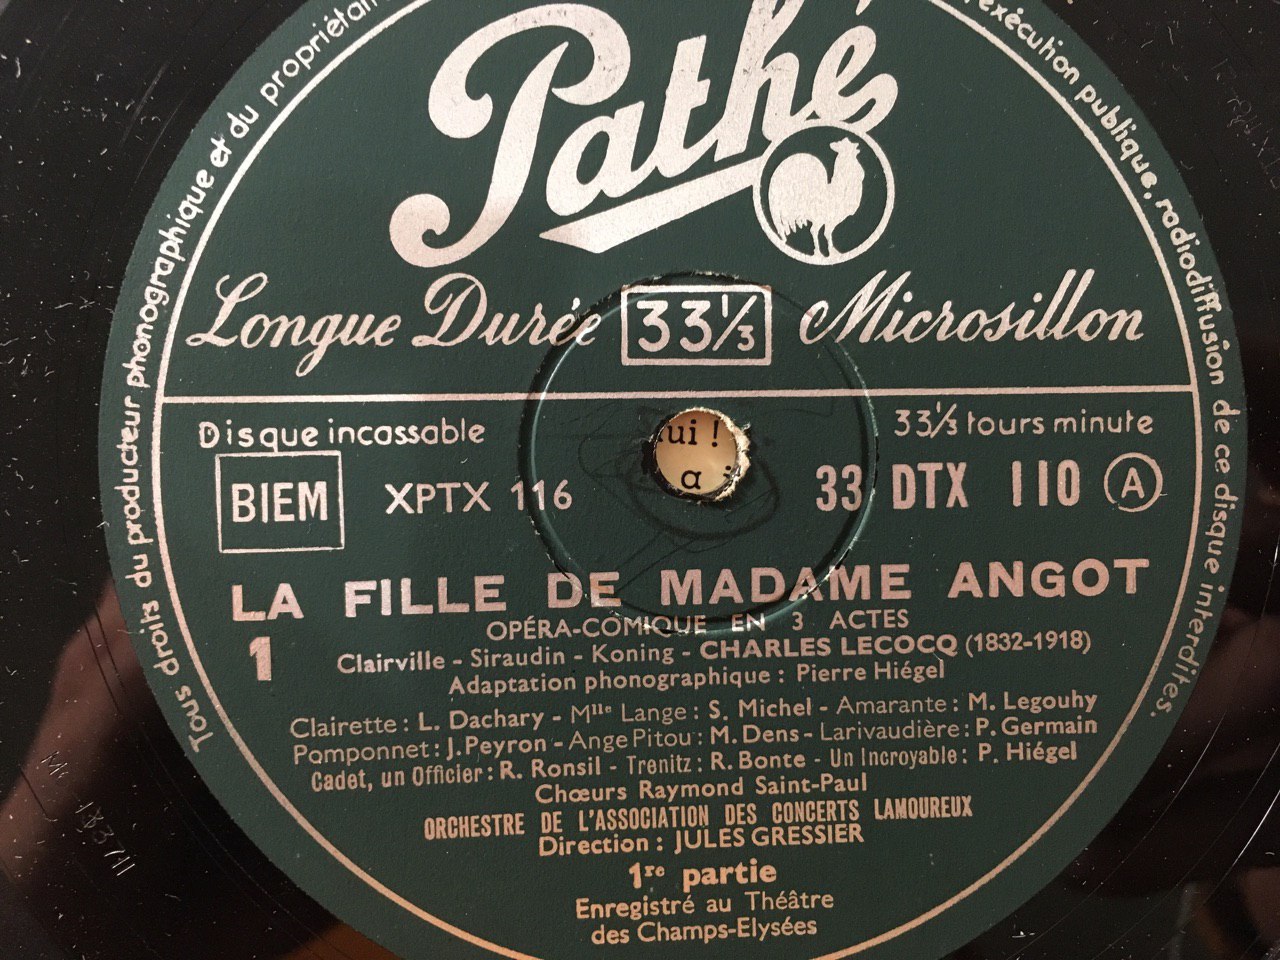 Pathé
Longue Durée 33⅓ Microsillon
Disque incassable 33⅓ tours minute
BIEM XPTX 116 33 DTX 110 A
ui !
a
LA FILLE DE MADAME ANGOT
1 OPÉRA-COMIQUE EN 3 ACTES
Clairville - Siraudin - Koning - CHARLES LECOCQ (1832-1918)
Adaptation phonographique : Pierre Hiégel
Clairette : L. Dachary - Mlle Lange : S. Michel - Amarante : M. Legouhy
Pomponnet : J. Peyron - Ange Pitou : M. Dens - Larivaudière : P. Germain
Cadet, un Officier : R. Ronsil - Trenitz : R. Bonte - Un Incroyable : P. Hiégel
Chœurs Raymond Saint-Paul
ORCHESTRE DE L'ASSOCIATION DES CONCERTS LAMOUREUX
Direction : JULES GRESSIER
1re partie
Enregistré au Théâtre
des Champs-Elysées
Tous droits du producteur phonographique et du propriétai
exécution publique, radiodiffusion de ce disque interdites.